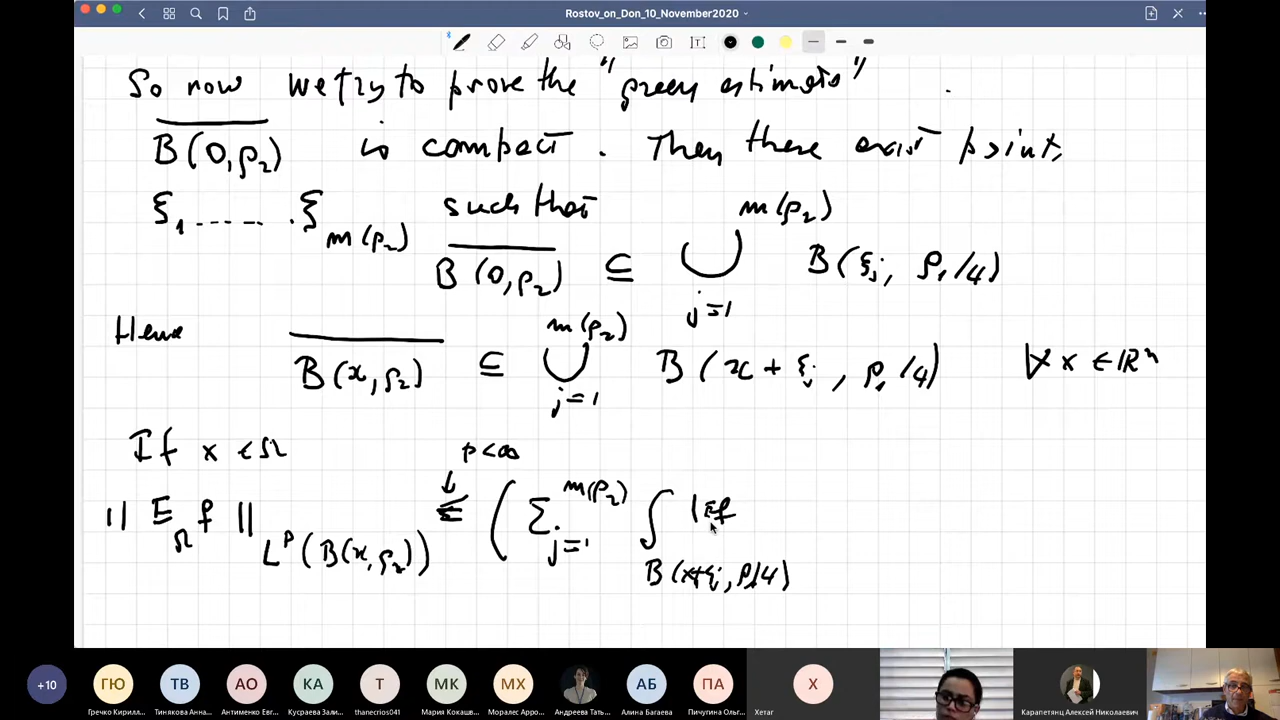 Rostov_on_Don_10_November2020
So now we try to prove the "green estimate".
B(0,ρ₂) is compact. Then there exist points
ξ₁ ....... ξ_{m(ρ₂)} such that
B(0,ρ₂) ⊆ ∪_{j=1}^{m(ρ₂)} B(ξⱼ, ρ₁/4)
Hence B(x,ρ₂) ⊆ ∪_{j=1}^{m(ρ₂)} B(x + ξⱼ, ρ₁/4) ∀ x ∈ ℝⁿ
If x ∈ Ω p<∞
‖ E_Ω f ‖_{L^p(B(x,ρ₂))} ≤ ( Σ_{j=1}^{m(ρ₂)} ∫_{B(x+ξⱼ, ρ₁/4)} |Ef
+10
ГЮ
ТВ
АО
КА
Т
МК
МХ
АБ
ПА
Х
Гречко Кирилл...
Тинякова Анна...
Антименко Евг...
Кусраева Зали...
thanecrios041
Мария Кокашв...
Моралес Арро...
Андреева Тать...
Алина Багаева
Пичугина Ольг...
Хетаг
Карапетянц Алексей Николаевич